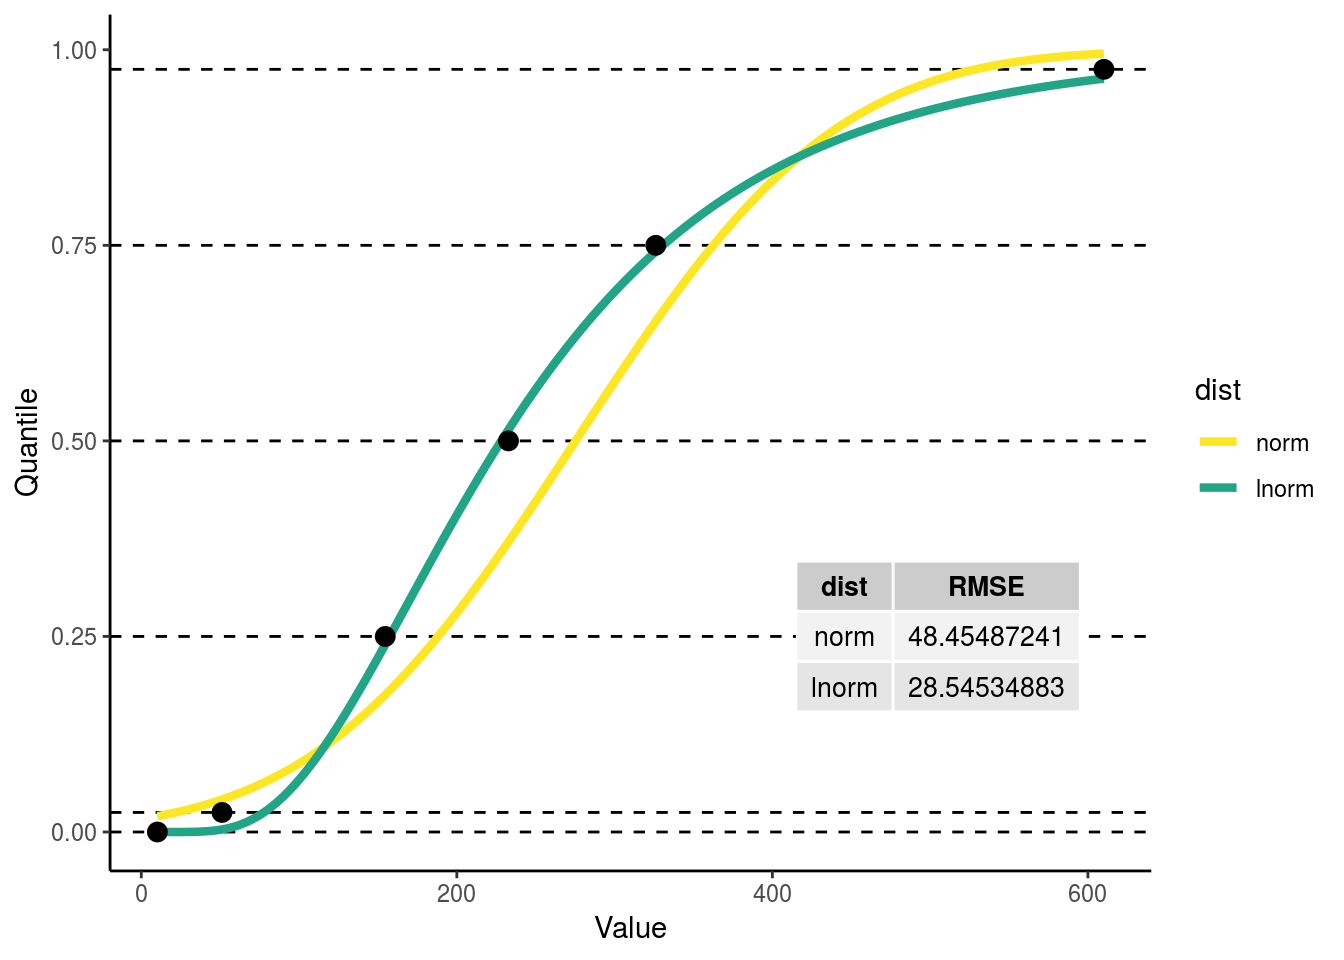 1.00
0.75
0.50
0.25
0.00
Quantile
0
200
400
600
Value
dist
norm
lnorm
dist RMSE
norm 48.45487241
lnorm 28.54534883